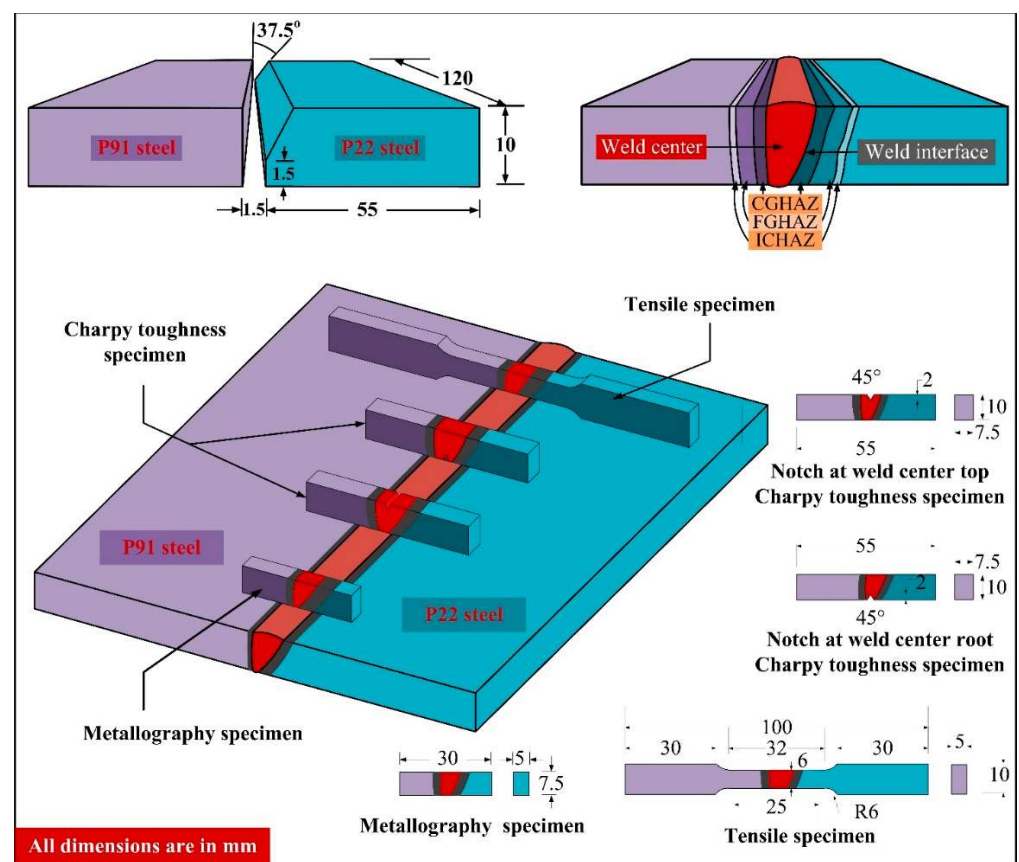 37.5°
120
P91 steel
P22 steel
10
1.5
1.5
55
Weld center
Weld interface
CGHAZ
FGHAZ
ICHAZ
Tensile specimen
Charpy toughness
specimen
P91 steel
P22 steel
Metallography specimen
45°
2
10
7.5
55
Notch at weld center top
Charpy toughness specimen
55
7.5
2
10
45°
Notch at weld center root
Charpy toughness specimen
30
5
7.5
Metallography specimen
100
30
32
30
5
6
10
25
R6
Tensile specimen
All dimensions are in mm